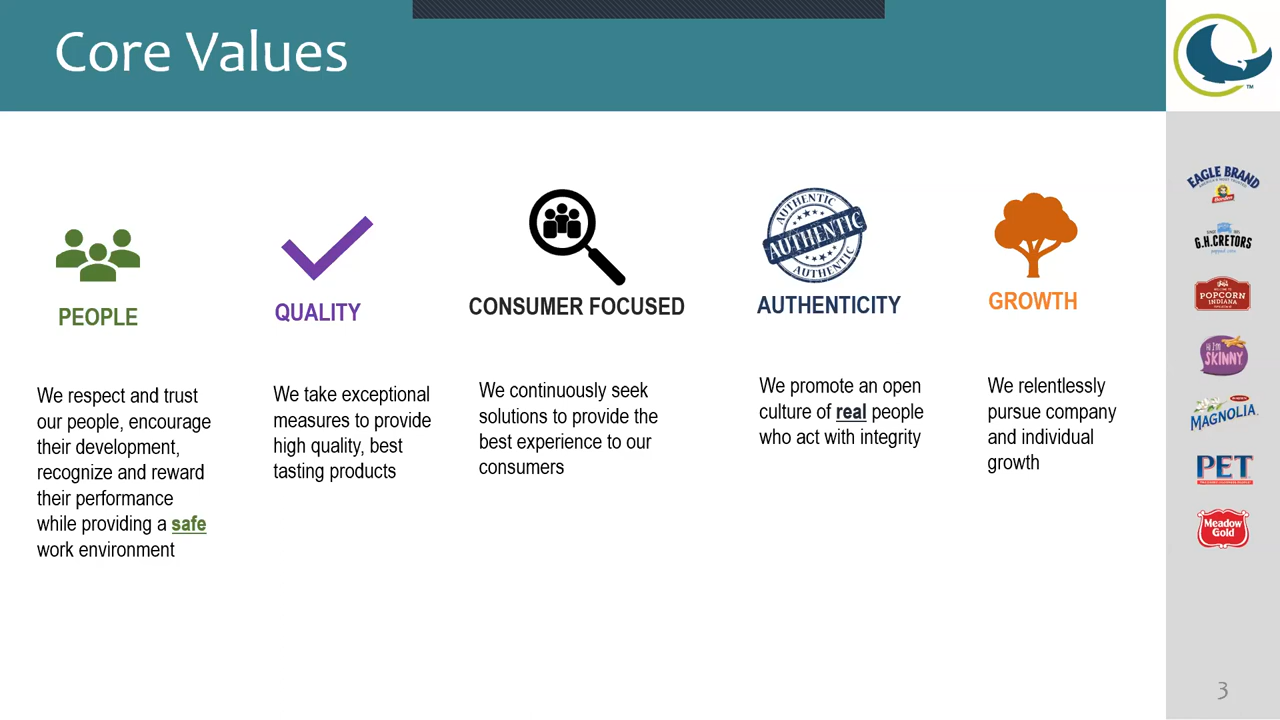 Core Values
TM
PEOPLE
We respect and trust
our people, encourage
their development,
recognize and reward
their performance
while providing a safe
work environment
QUALITY
We take exceptional
measures to provide
high quality, best
tasting products
CONSUMER FOCUSED
We continuously seek
solutions to provide the
best experience to our
consumers
AUTHENTIC
AUTHENTIC
AUTHENTIC
AUTHENTICITY
We promote an open
culture of real people
who act with integrity
GROWTH
We relentlessly
pursue company
and individual
growth
EAGLE BRAND
Borden
G.H.CRETORS
POPCORN
INDIANA
Hi I'm
SKINNY
MAGNOLIA
PET
Meadow
Gold
3